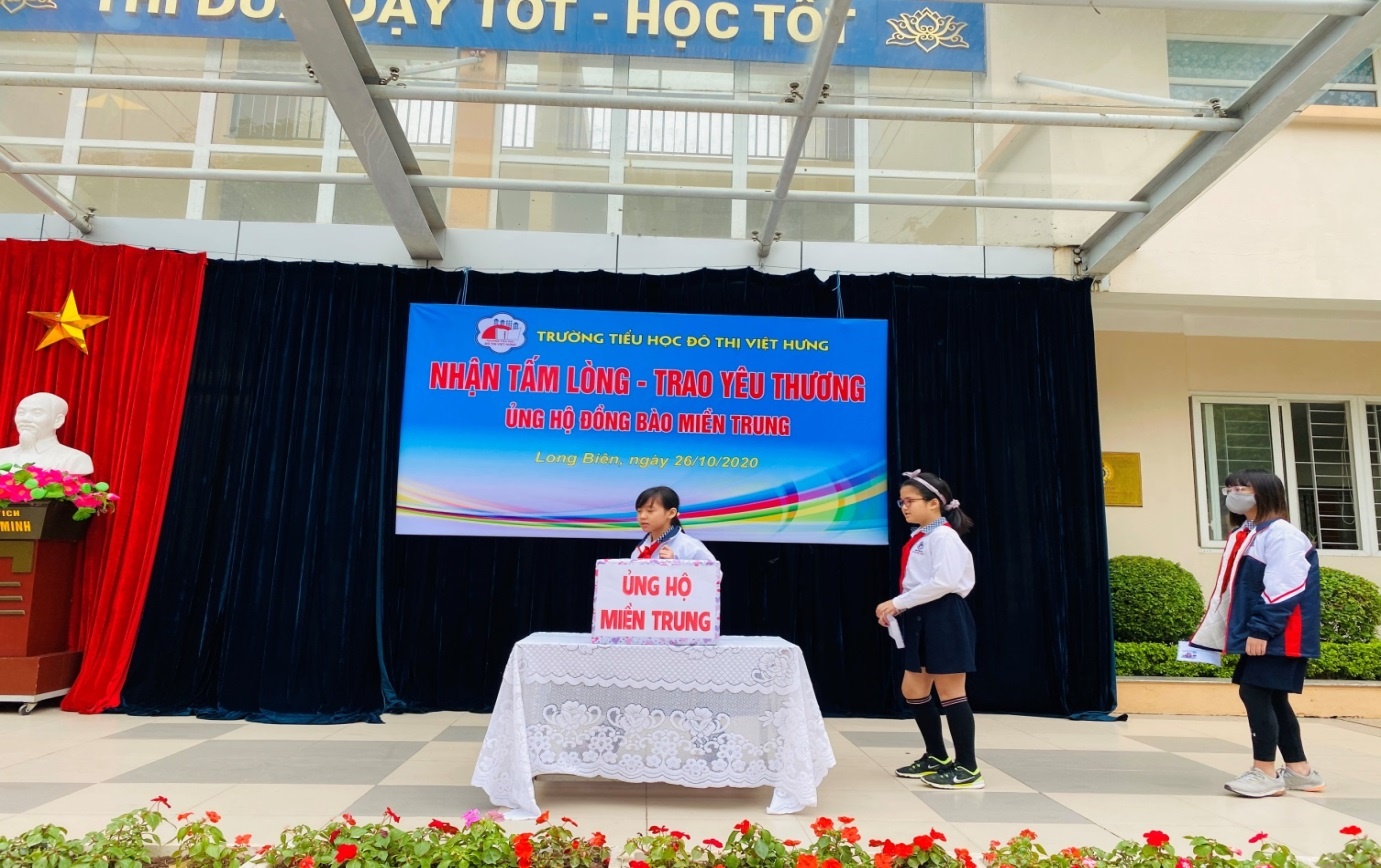 THI ĐUA DẠY TỐT - HỌC TỐT
TRƯỜNG TIỂU HỌC ĐÔ THỊ VIỆT HƯNG
NHẬN TẤM LÒNG - TRAO YÊU THƯƠNG
ỦNG HỘ ĐỒNG BÀO MIỀN TRUNG
Long Biên, ngày 26/10/2020
TỊCH
MINH
ỦNG HỘ
MIỀN TRUNG